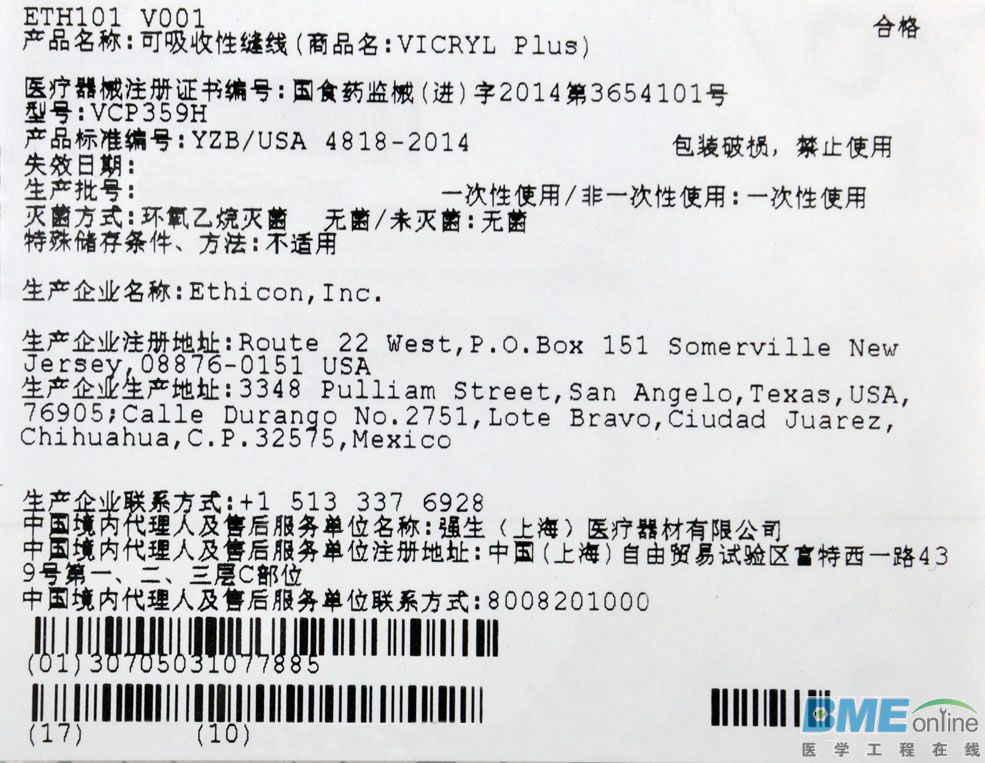 ETH101 V001
合格
产品名称:可吸收性缝线(商品名:VICRYL Plus)
医疗器械注册证书编号:国食药监械(进)字2014第3654101号
型号:VCP359H
产品标准编号:YZB/USA 4818-2014
包装破损, 禁止使用
失效日期:
生产批号:
一次性使用/非一次性使用:一次性使用
灭菌方式:环氧乙烷灭菌 无菌/未灭菌:无菌
特殊储存条件、方法:不适用
生产企业名称:Ethicon,Inc.
生产企业注册地址:Route 22 West,P.O.Box 151 Somerville New
Jersey,08876-0151 USA
生产企业生产地址:3348 Pulliam Street,San Angelo,Texas,USA,
76905;Calle Durango No.2751,Lote Bravo,Ciudad Juarez,
Chihuahua,C.P.32575,Mexico
生产企业联系方式:+1 513 337 6928
中国境内代理人及售后服务单位名称:强生（上海）医疗器材有限公司
中国境内代理人及售后服务单位注册地址:中国(上海)自由贸易试验区富特西一路43
9号第一、二、三层C部位
中国境内代理人及售后服务单位联系方式:8008201000
(01)30705031077885
(17) (10)
BME online
医学工程在线